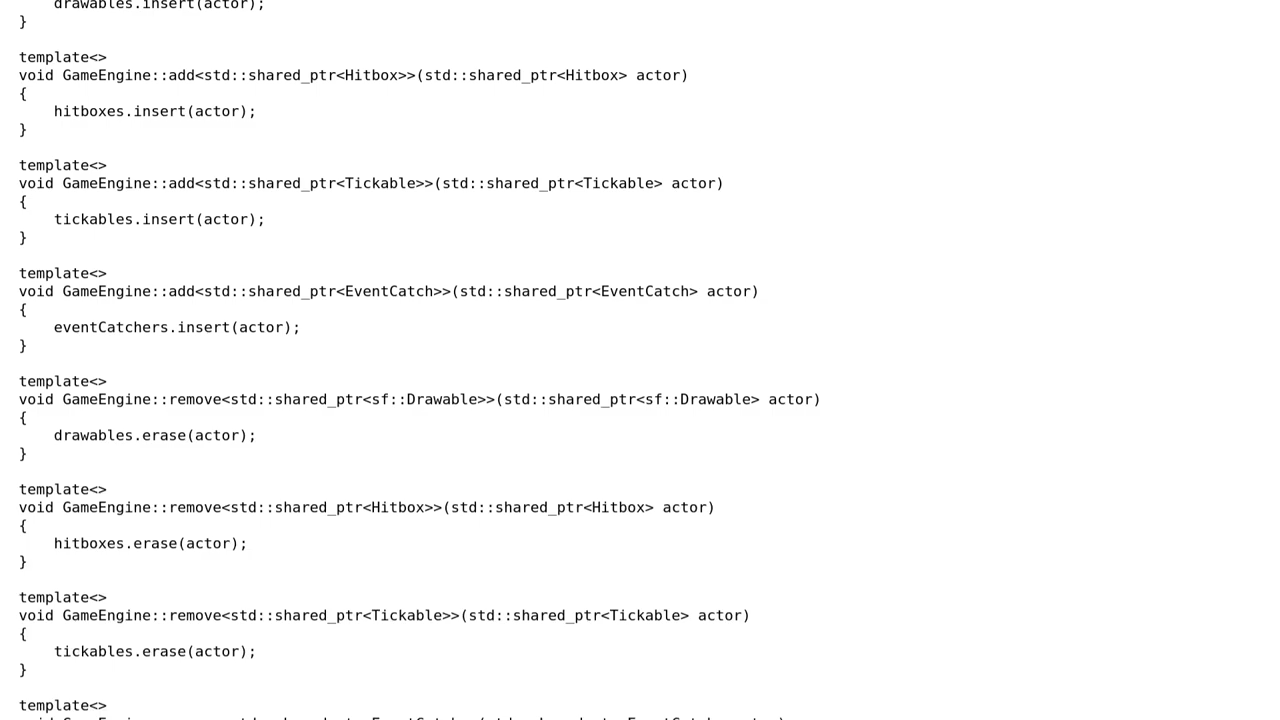 drawables.insert(actor);
}
template<>
void GameEngine::add<std::shared_ptr<Hitbox>>(std::shared_ptr<Hitbox> actor)
{
hitboxes.insert(actor);
}
template<>
void GameEngine::add<std::shared_ptr<Tickable>>(std::shared_ptr<Tickable> actor)
{
tickables.insert(actor);
}
template<>
void GameEngine::add<std::shared_ptr<EventCatch>>(std::shared_ptr<EventCatch> actor)
{
eventCatchers.insert(actor);
}
template<>
void GameEngine::remove<std::shared_ptr<sf::Drawable>>(std::shared_ptr<sf::Drawable> actor)
{
drawables.erase(actor);
}
template<>
void GameEngine::remove<std::shared_ptr<Hitbox>>(std::shared_ptr<Hitbox> actor)
{
hitboxes.erase(actor);
}
template<>
void GameEngine::remove<std::shared_ptr<Tickable>>(std::shared_ptr<Tickable> actor)
{
tickables.erase(actor);
}
template<>